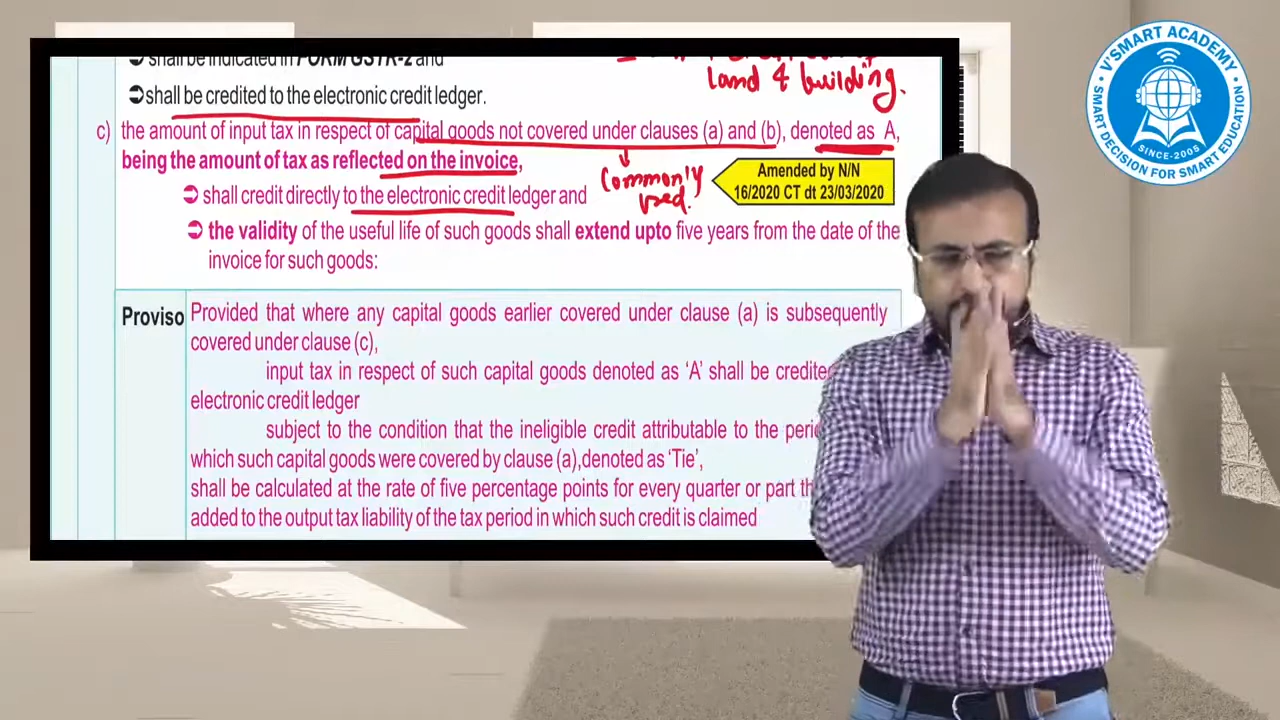 shall be indicated in FORM GSTR-2 and
land & building.
➲shall be credited to the electronic credit ledger.
c) the amount of input tax in respect of capital goods not covered under clauses (a) and (b), denoted as A,
being the amount of tax as reflected on the invoice,
Commonly
used.
Amended by N/N
16/2020 CT dt 23/03/2020
➲ shall credit directly to the electronic credit ledger and
➲ the validity of the useful life of such goods shall extend upto five years from the date of the
invoice for such goods:
Proviso
Provided that where any capital goods earlier covered under clause (a) is subsequently
covered under clause (c),
input tax in respect of such capital goods denoted as 'A' shall be
electronic credit ledger
subject to the condition that the ineligible credit attributable to the
which such capital goods were covered by clause (a),denoted as 'Tie',
shall be calculated at the rate of five percentage points for every quarter or part
added to the output tax liability of the tax period in which such credit is claimed
V'SMART ACADEMY
SMART DECISION FOR SMART EDUCATION
SINCE-2005